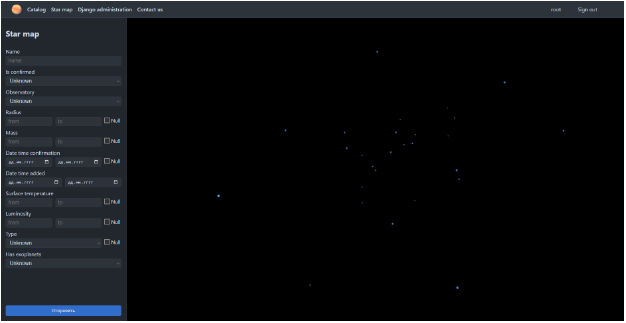 Catalog Star map Django administration Contact us root Sign out
Star map
Name
name
Is confirmed
Unknown
Observatory
Unknown
Radius
from to Null
Mass
from to Null
Date time confirmation
дд.мм.гггг дд.мм.гггг Null
Date time added
дд.мм.гггг дд.мм.гггг
Surface temperature
from to Null
Luminosity
from to Null
Type
Unknown Null
Has exoplanets
Unknown
Отправить